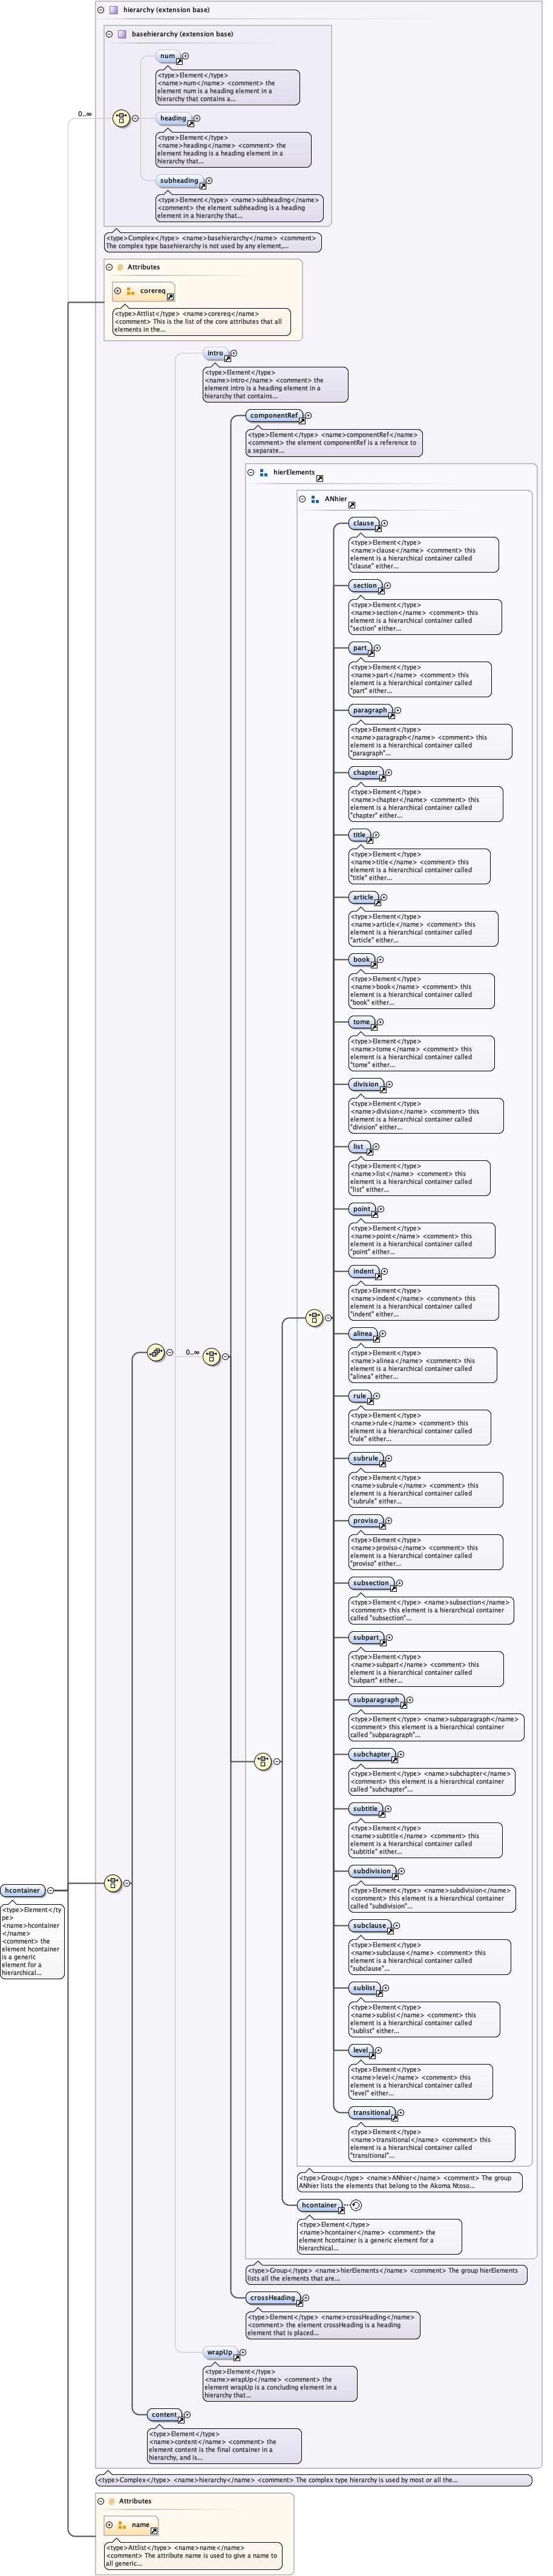 hierarchy (extension base)
basehierarchy (extension base)
num
<type>Element</type>
<name>num</name> <comment> the
element num is a heading element in a
hierarchy that contains a...
0..∞
heading
<type>Element</type>
<name>heading</name> <comment> the
element heading is a heading element in a
hierarchy that...
subheading
<type>Element</type> <name>subheading</name>
<comment> the element subheading is a heading
element in a hierarchy that...
<type>Complex</type> <name>basehierarchy</name> <comment>
The complex type basehierarchy is not used by any element,...
@ Attributes
corereq
<type>Attlist</type> <name>corereq</name>
<comment> This is the list of the core attributes that all
elements in the...
intro
<type>Element</type>
<name>intro</name> <comment> the
element intro is a heading element in a
hierarchy that contains...
componentRef
<type>Element</type> <name>componentRef</name>
<comment> the element componentRef is a reference to
a separate...
hierElements
ANhier
clause
<type>Element</type>
<name>clause</name> <comment> this
element is a hierarchical container called
"clause" either...
section
<type>Element</type>
<name>section</name> <comment> this
element is a hierarchical container called
"section" either...
part
<type>Element</type>
<name>part</name> <comment> this
element is a hierarchical container called
"part" either...
paragraph
<type>Element</type>
<name>paragraph</name> <comment> this
element is a hierarchical container called
"paragraph"...
chapter
<type>Element</type>
<name>chapter</name> <comment> this
element is a hierarchical container called
"chapter" either...
title
<type>Element</type>
<name>title</name> <comment> this
element is a hierarchical container called
"title" either...
article
<type>Element</type>
<name>article</name> <comment> this
element is a hierarchical container called
"article" either...
book
<type>Element</type>
<name>book</name> <comment> this
element is a hierarchical container called
"book" either...
tome
<type>Element</type>
<name>tome</name> <comment> this
element is a hierarchical container called
"tome" either...
division
<type>Element</type>
<name>division</name> <comment> this
element is a hierarchical container called
"division" either...
list
<type>Element</type>
<name>list</name> <comment> this
element is a hierarchical container called
"list" either...
point
<type>Element</type>
<name>point</name> <comment> this
element is a hierarchical container called
"point" either...
indent
<type>Element</type>
<name>indent</name> <comment> this
element is a hierarchical container called
"indent" either...
alinea
<type>Element</type>
<name>alinea</name> <comment> this
element is a hierarchical container called
"alinea" either...
0..∞
rule
<type>Element</type>
<name>rule</name> <comment> this
element is a hierarchical container called
"rule" either...
subrule
<type>Element</type>
<name>subrule</name> <comment> this
element is a hierarchical container called
"subrule" either...
proviso
<type>Element</type>
<name>proviso</name> <comment> this
element is a hierarchical container called
"proviso" either...
subsection
<type>Element</type> <name>subsection</name>
<comment> this element is a hierarchical container
called "subsection"...
subpart
<type>Element</type>
<name>subpart</name> <comment> this
element is a hierarchical container called
"subpart" either...
subparagraph
<type>Element</type> <name>subparagraph</name>
<comment> this element is a hierarchical container
called "subparagraph"...
subchapter
<type>Element</type> <name>subchapter</name>
<comment> this element is a hierarchical container
called "subchapter"...
subtitle
<type>Element</type>
<name>subtitle</name> <comment> this
element is a hierarchical container called
"subtitle" either...
subdivision
<type>Element</type> <name>subdivision</name>
<comment> this element is a hierarchical container
called "subdivision"...
hcontainer
<type>Element</ty
pe>
<name>hcontainer
</name>
<comment> the
element hcontainer
is a generic
element for a
hierarchical...
subclause
<type>Element</type>
<name>subclause</name> <comment> this
element is a hierarchical container called
"subclause"...
sublist
<type>Element</type>
<name>sublist</name> <comment> this
element is a hierarchical container called
"sublist" either...
level
<type>Element</type>
<name>level</name> <comment> this
element is a hierarchical container called
"level" either...
transitional
<type>Element</type>
<name>transitional</name> <comment> this
element is a hierarchical container called
"transitional"...
<type>Group</type> <name>ANhier</name> <comment> The group
ANhier lists the elements that belong to the Akoma Ntoso...
hcontainer
<type>Element</type>
<name>hcontainer</name> <comment> the
element hcontainer is a generic element for a
hierarchical...
<type>Group</type> <name>hierElements</name> <comment> The group hierElements
lists all the elements that are...
crossHeading
<type>Element</type> <name>crossHeading</name>
<comment> the element crossHeading is a heading
element that is placed...
wrapUp
<type>Element</type>
<name>wrapUp</name> <comment> the
element wrapUp is a concluding element in a
hierarchy that...
content
<type>Element</type>
<name>content</name> <comment> the
element content is the final container in a
hierarchy, and is...
<type>Complex</type> <name>hierarchy</name> <comment> The complex type hierarchy is used by most or all the...
@ Attributes
name
<type>Attlist</type> <name>name</name>
<comment> The attribute name is used to give a name to
all generic...